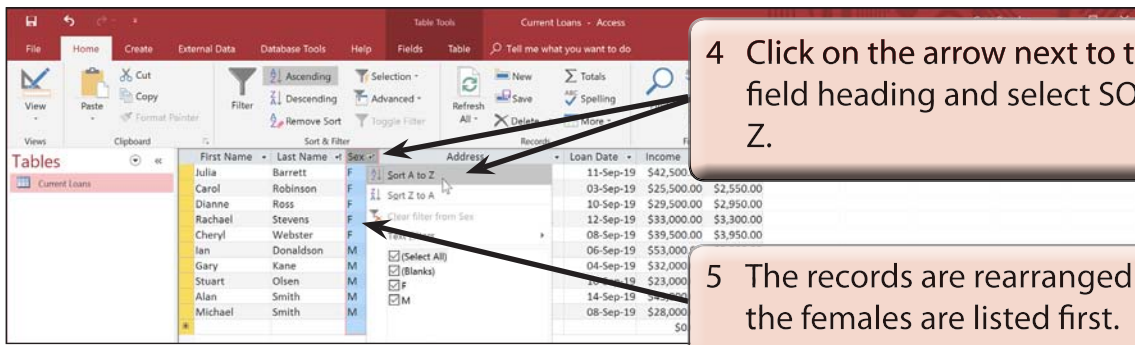 Table Tools
Current Loans - Access
File Home Create External Data Database Tools Help Fields Table Tell me what you want to do
View
Paste
Cut
Copy
Format Painter
Filter
Ascending
Descending
Remove Sort
Selection
Advanced
Toggle Filter
Refresh All
New
Save
Delete
Totals
Spelling
More
Views Clipboard Sort & Filter Records
Tables
Current Loans
First Name Last Name Sex Address Loan Date Income
Julia Barrett F 11-Sep-19 $42,500
Carol Robinson F 03-Sep-19 $25,500.00 $2,550.00
Dianne Ross F 10-Sep-19 $29,500.00 $2,950.00
Rachael Stevens F 12-Sep-19 $33,000.00 $3,300.00
Cheryl Webster F 08-Sep-19 $39,500.00 $3,950.00
Ian Donaldson M 06-Sep-19 $53,000
Gary Kane M 04-Sep-19 $32,000
Stuart Olsen M $23,000
Alan Smith M 14-Sep-19
Michael Smith M 08-Sep-19 $28,000
Sort A to Z
Sort Z to A
Clear filter from Sex
(Select All)
(Blanks)
F
M
4 Click on the arrow next to t
field heading and select SO
Z.
5 The records are rearranged
the females are listed first.